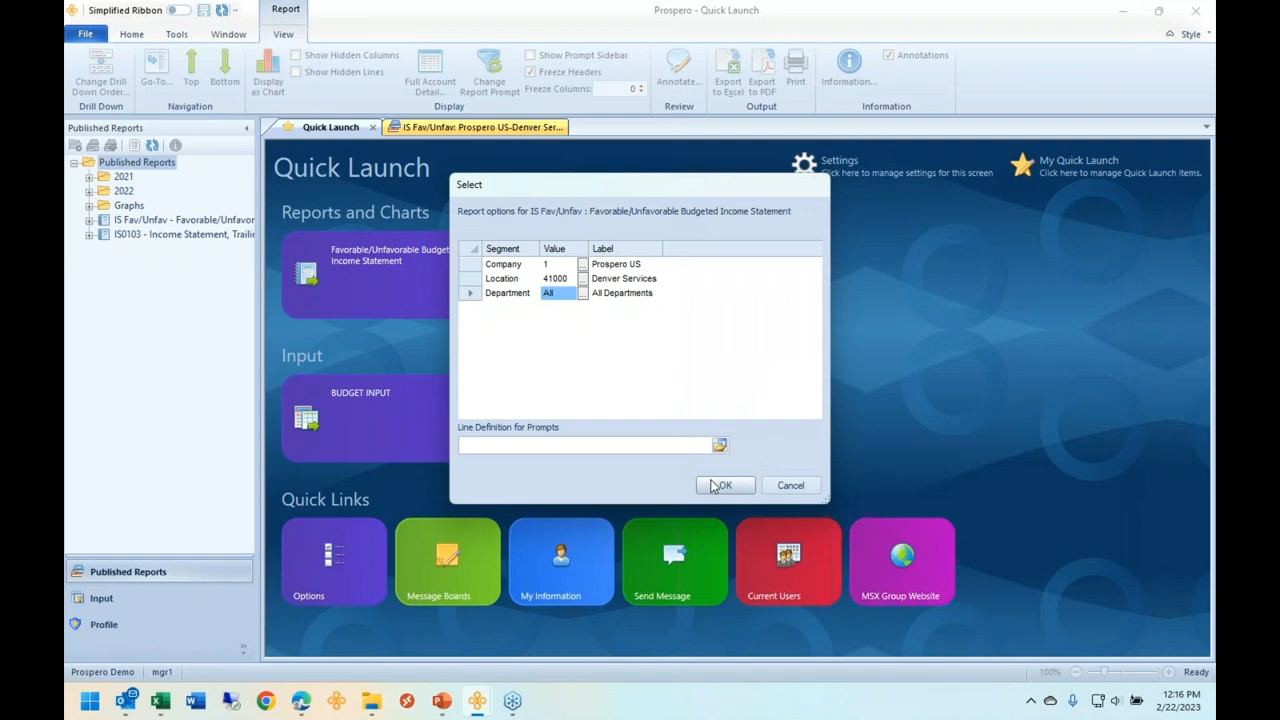 Simplified Ribbon
Report
Prospero - Quick Launch
File
Home
Tools
Window
View
Style
Change Drill
Down Order...
Go-To...
Top
Bottom
Display
as Chart
Show Hidden Columns
Show Hidden Lines
Full Account
Detail...
Change
Report Prompt
Show Prompt Sidebar
Freeze Headers
Freeze Columns: 0
Annotate...
Export
to Excel
Export
to PDF
Print
Information...
Annotations
Drill Down
Navigation
Display
Review
Output
Information
Published Reports
Quick Launch
IS Fav/Unfav: Prospero US-Denver Ser...
Published Reports
2021
2022
Graphs
IS Fav/Unfav - Favorable/Unfavor
IS0103 - Income Statement, Trailin
Quick Launch
Settings
Click here to manage settings for this screen
My Quick Launch
Click here to manage Quick Launch items.
Reports and Charts
Favorable/Unfavorable Budget
Income Statement
Input
BUDGET INPUT
Select
Report options for IS Fav/Unfav : Favorable/Unfavorable Budgeted Income Statement
Segment Value Label
Company 1 ... Prospero US
Location 41000 ... Denver Services
Department All ... All Departments
Line Definition for Prompts
OK
Cancel
Quick Links
Options
Message Boards
My Information
Send Message
Current Users
MSX Group Website
Published Reports
Input
Profile
Prospero Demo
mgr1
100%
Ready
12:16 PM
2/22/2023